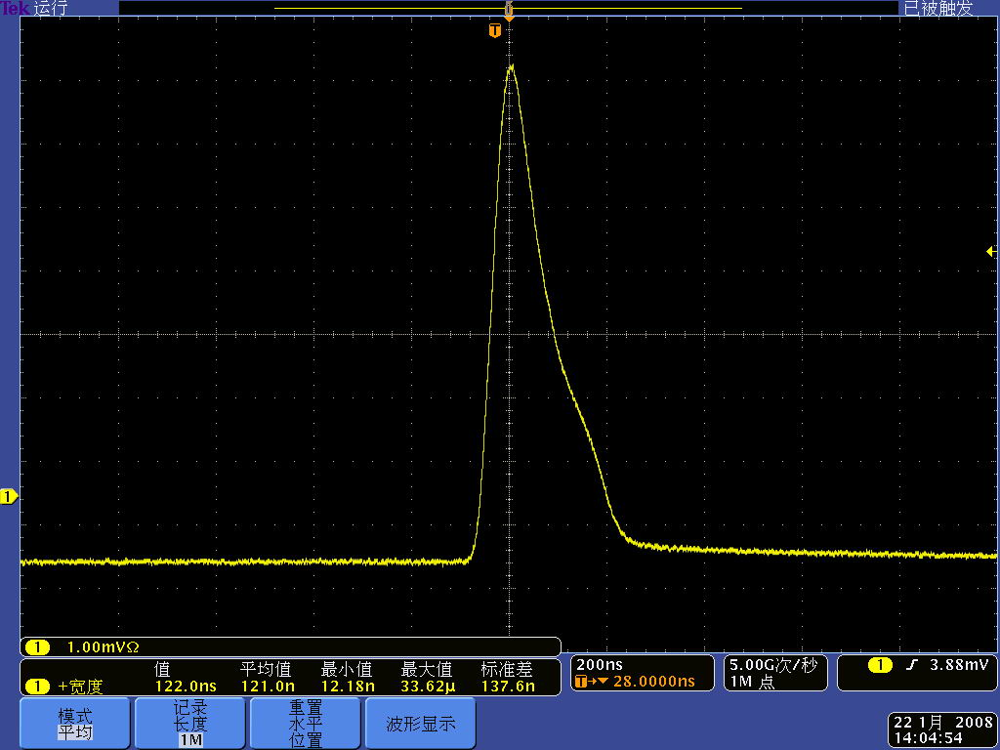 Tek 运行
已被触发
T
1
1 1.00mVΩ
值 平均值 最小值 最大值 标准差
1 +宽度 122.0ns 121.0n 12.18n 33.62µ 137.6n
200ns
T→▼ 28.0000ns
5.00G次/秒
1M 点
1 3.88mV
模式
平均
记录
长度
1M
重置
水平
位置
波形显示
22 1月 2008
14:04:54